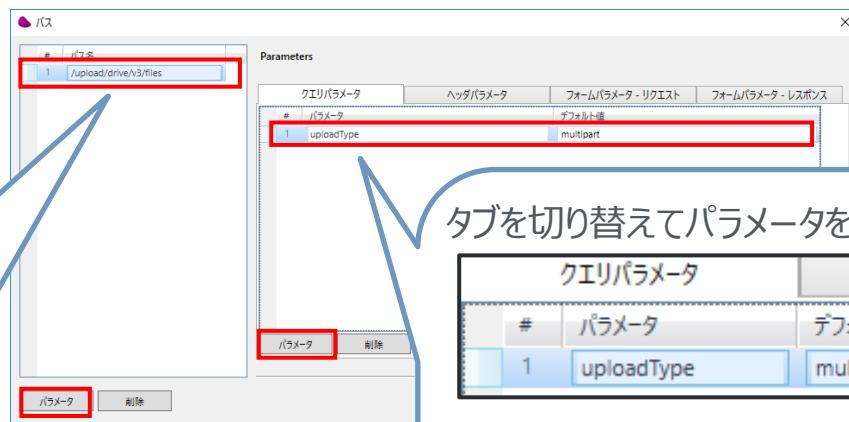 パス
# パス名
1 /upload/drive/v3/files
パラメータ 削除
Parameters
クエリパラメータ ヘッダパラメータ フォームパラメータ - リクエスト フォームパラメータ - レスポンス
# パラメータ デフォルト値
1 uploadType multipart
パラメータ 削除
タブを切り替えてパラメータを
クエリパラメータ
# パラメータ デフ
1 uploadType mul